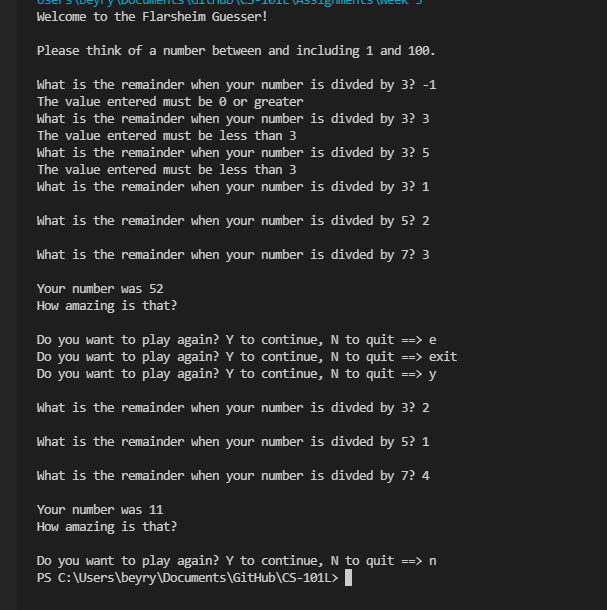 Users\beyry\Documents\GitHub\CS-101L\Assignments\Week 5
Welcome to the Flarsheim Guesser!
Please think of a number between and including 1 and 100.
What is the remainder when your number is divded by 3? -1
The value entered must be 0 or greater
What is the remainder when your number is divded by 3? 3
The value entered must be less than 3
What is the remainder when your number is divded by 3? 5
The value entered must be less than 3
What is the remainder when your number is divded by 3? 1
What is the remainder when your number is divded by 5? 2
What is the remainder when your number is divded by 7? 3
Your number was 52
How amazing is that?
Do you want to play again? Y to continue, N to quit ==> e
Do you want to play again? Y to continue, N to quit ==> exit
Do you want to play again? Y to continue, N to quit ==> y
What is the remainder when your number is divded by 3? 2
What is the remainder when your number is divded by 5? 1
What is the remainder when your number is divded by 7? 4
Your number was 11
How amazing is that?
Do you want to play again? Y to continue, N to quit ==> n
PS C:\Users\beyry\Documents\GitHub\CS-101L>